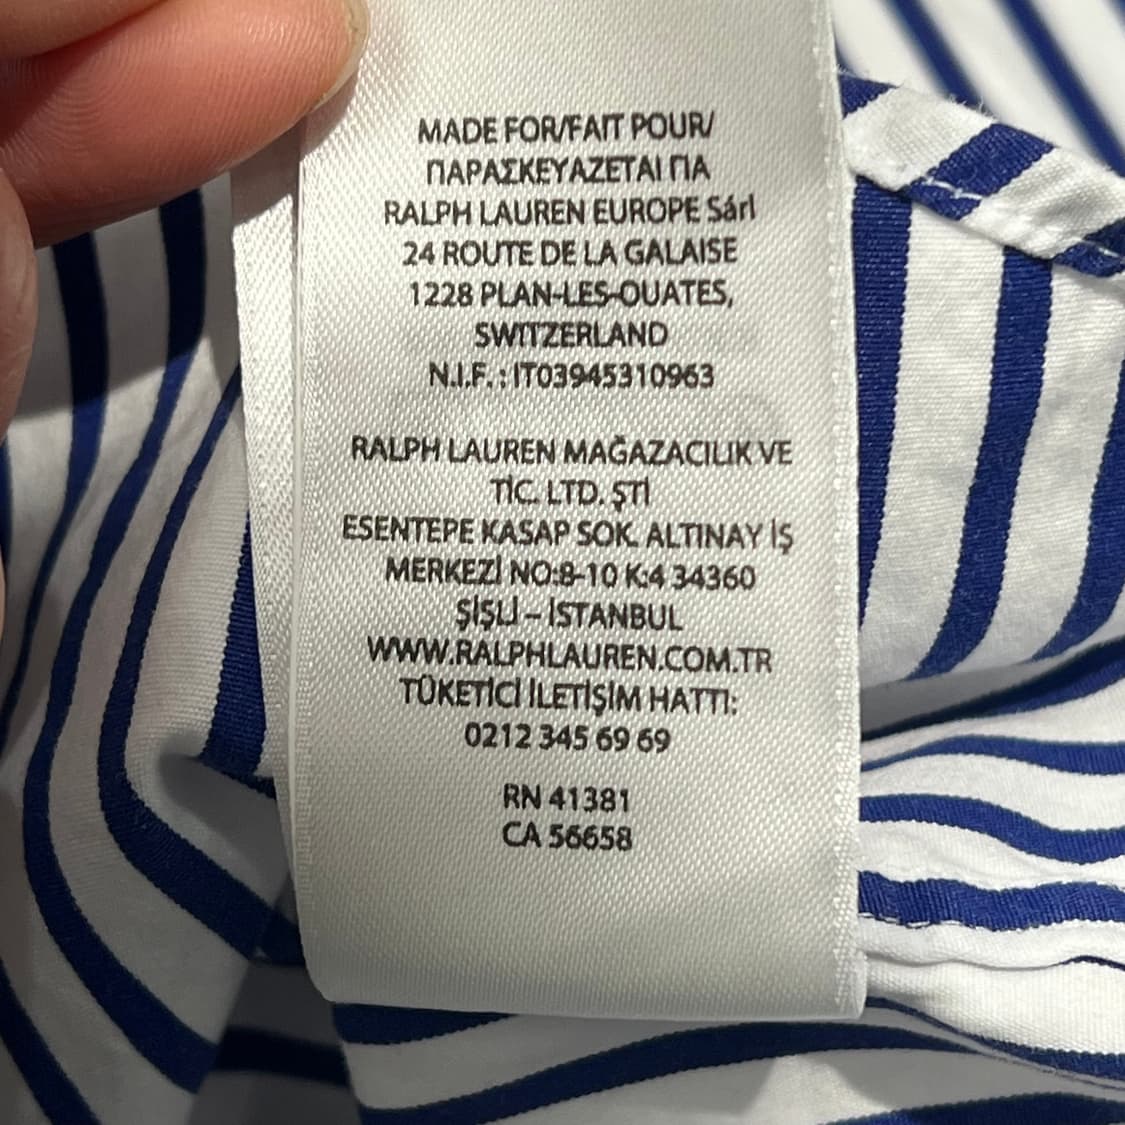 MADE FOR/FAIT POUR/
ΠΑΡΑΣΚΕΥΑΖΕΤΑΙ ΓΙΑ
RALPH LAUREN EUROPE Sárl
24 ROUTE DE LA GALAISE
1228 PLAN-LES-OUATES,
SWITZERLAND
N.I.F. : IT03945310963
RALPH LAUREN MAĞAZACILIK VE
TİC. LTD. ŞTİ
ESENTEPE KASAP SOK. ALTINAY İŞ
MERKEZİ NO:8-10 K:4 34360
ŞİŞLİ – İSTANBUL
WWW.RALPHLAUREN.COM.TR
TÜKETİCİ İLETİŞİM HATTI:
0212 345 69 69
RN 41381
CA 56658